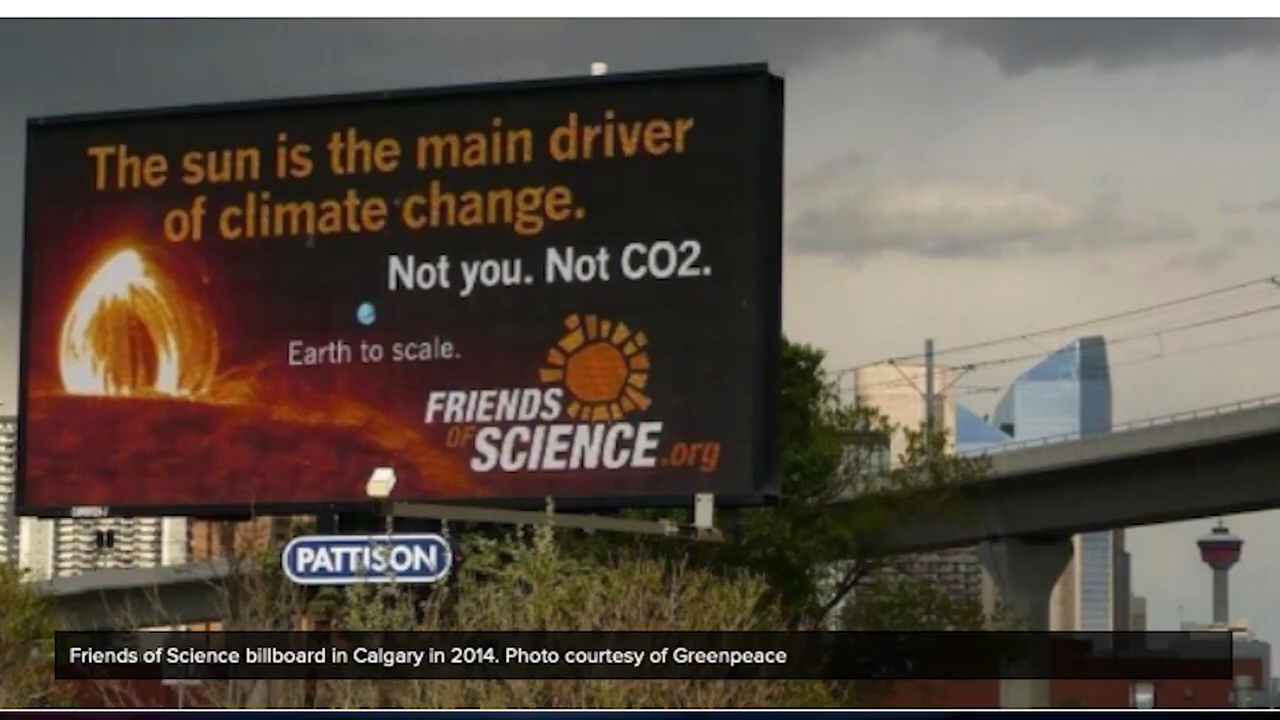 The sun is the main driver
of climate change.
Not you. Not CO2.
Earth to scale.
FRIENDS
OF SCIENCE.org
PATTISON
Friends of Science billboard in Calgary in 2014. Photo courtesy of Greenpeace